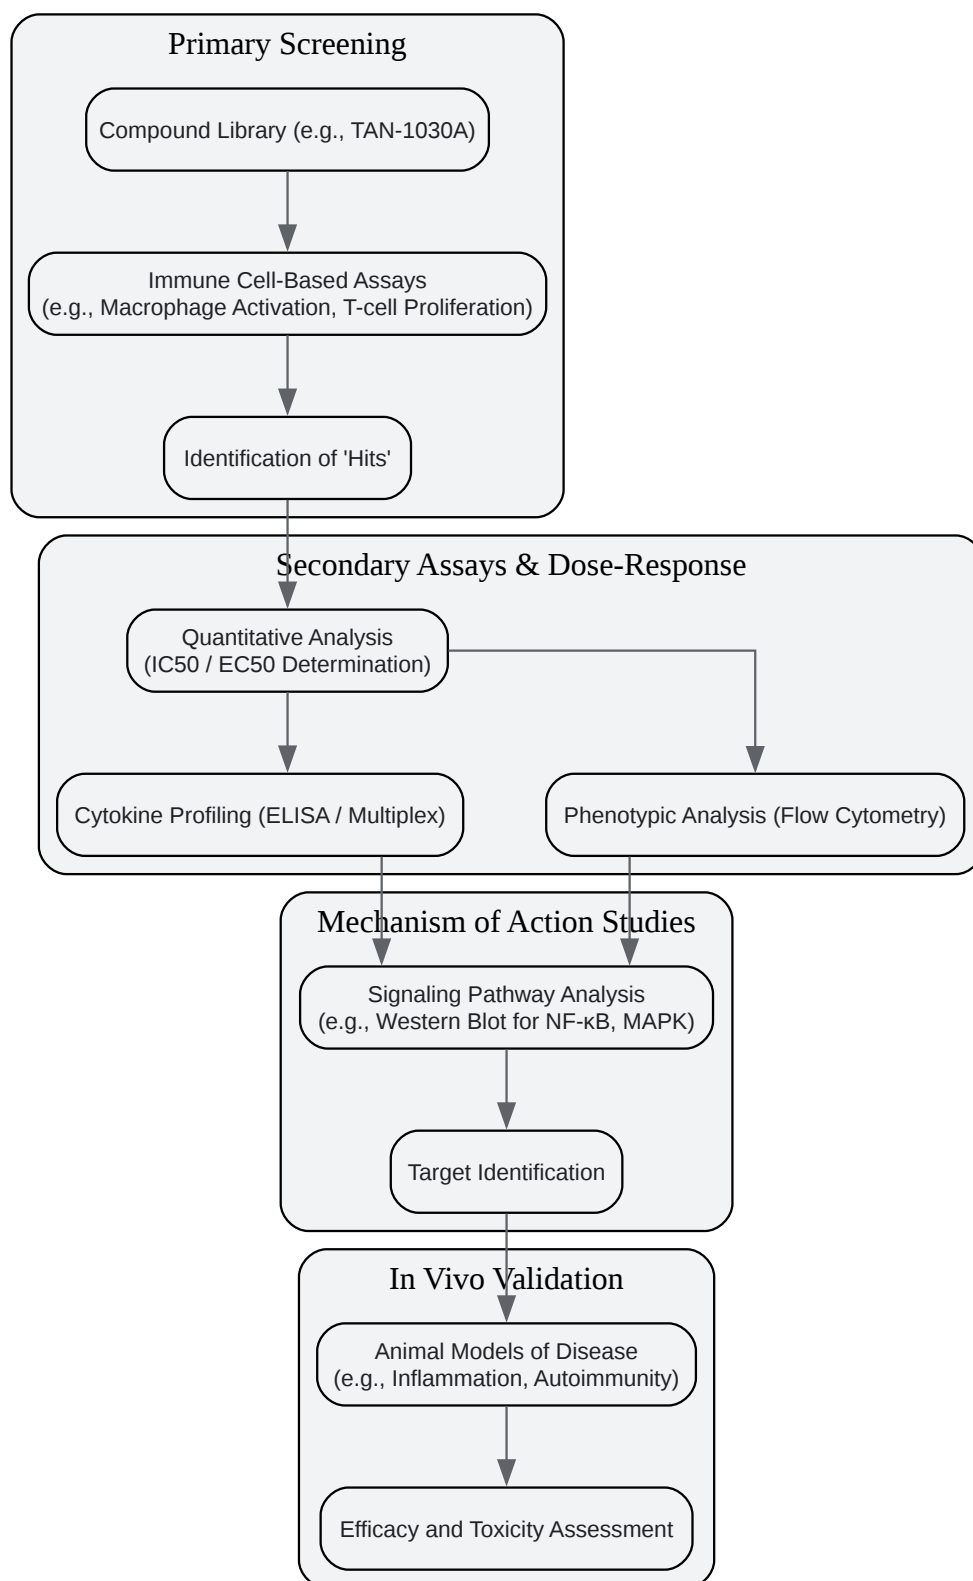 Primary Screening
Compound Library (e.g., TAN-1030A)
Immune Cell-Based Assays
(e.g., Macrophage Activation, T-cell Proliferation)
Identification of 'Hits'
Secondary Assays & Dose-Response
Quantitative Analysis
(IC50 / EC50 Determination)
Cytokine Profiling (ELISA / Multiplex)
Phenotypic Analysis (Flow Cytometry)
Mechanism of Action Studies
Signaling Pathway Analysis
(e.g., Western Blot for NF-κB, MAPK)
Target Identification
In Vivo Validation
Animal Models of Disease
(e.g., Inflammation, Autoimmunity)
Efficacy and Toxicity Assessment